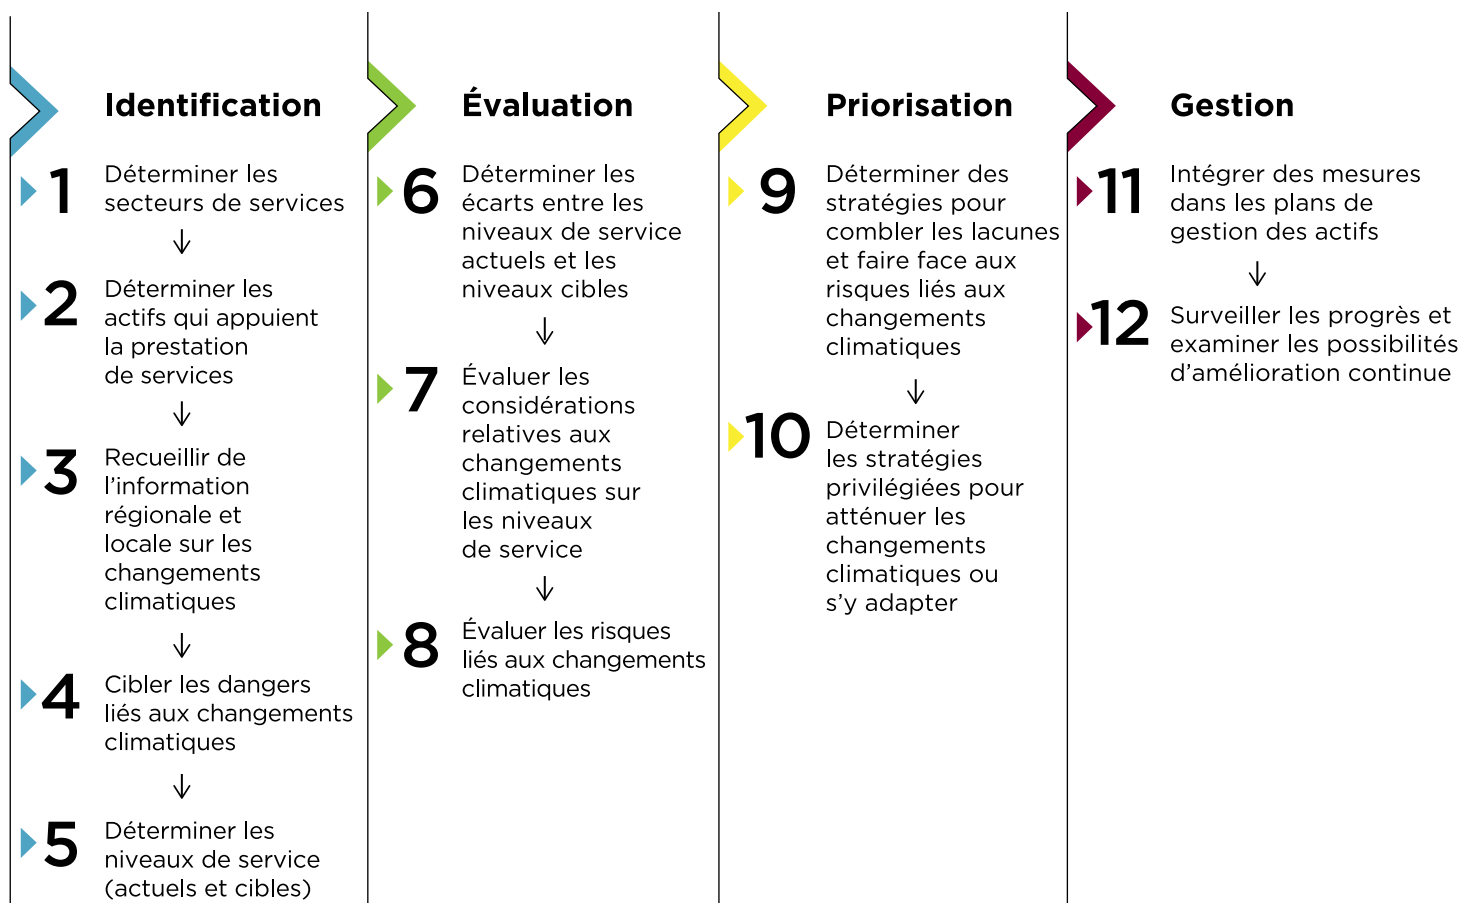 Identification
1
Déterminer les
secteurs de services
2
Déterminer les
actifs qui appuient
la prestation
de services
3
Recueillir de
l’information
régionale et
locale sur les
changements
climatiques
4
Cibler les dangers
liés aux changements
climatiques
5
Déterminer les
niveaux de service
(actuels et cibles)
Évaluation
6
Déterminer les
écarts entre les
niveaux de service
actuels et les
niveaux cibles
7
Évaluer les
considérations
relatives aux
changements
climatiques sur
les niveaux
de service
8
Évaluer les risques
liés aux changements
climatiques
Priorisation
9
Déterminer des
stratégies pour
combler les lacunes
et faire face aux
risques liés aux
changements
climatiques
10
Déterminer
les stratégies
privilégiées pour
atténuer les
changements
climatiques ou
s’y adapter
Gestion
11
Intégrer des mesures
dans les plans de
gestion des actifs
12
Surveiller les progrès et
examiner les possibilités
d’amélioration continue